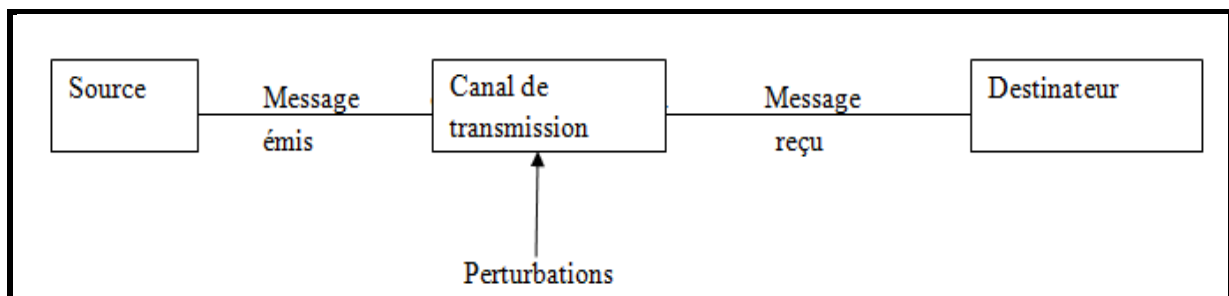 Source
Message
émis
Canal de
transmission
Message
reçu
Destinateur
Perturbations